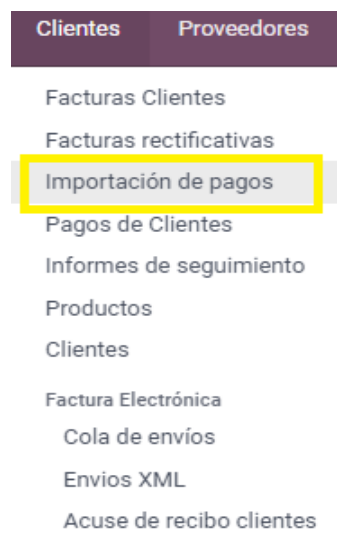 Clientes Proveedores
Facturas Clientes
Facturas rectificativas
Importación de pagos
Pagos de Clientes
Informes de seguimiento
Productos
Clientes
Factura Electrónica
Cola de envíos
Envios XML
Acuse de recibo clientes